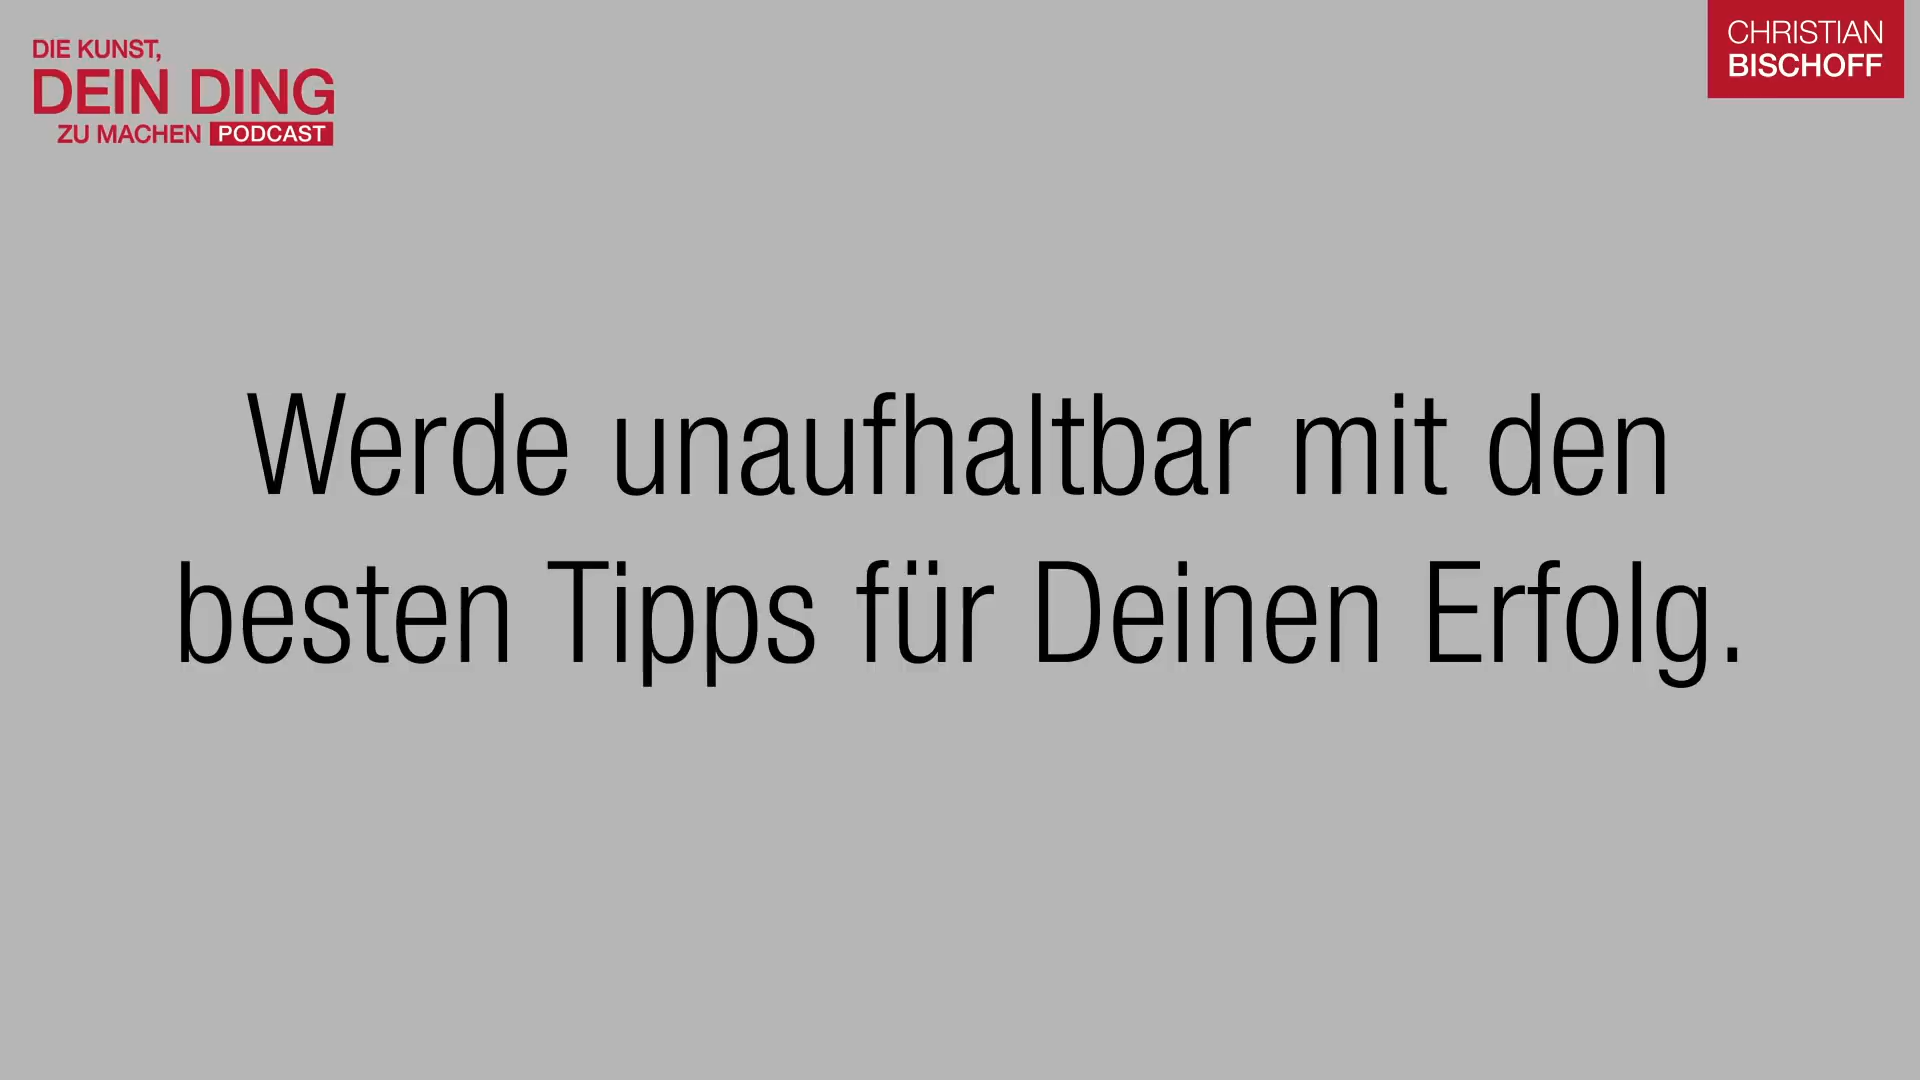 DIE KUNST,
DEIN DING
ZU MACHEN PODCAST
CHRISTIAN
BISCHOFF
Werde unaufhaltbar mit den
besten Tipps für Deinen Erfolg.